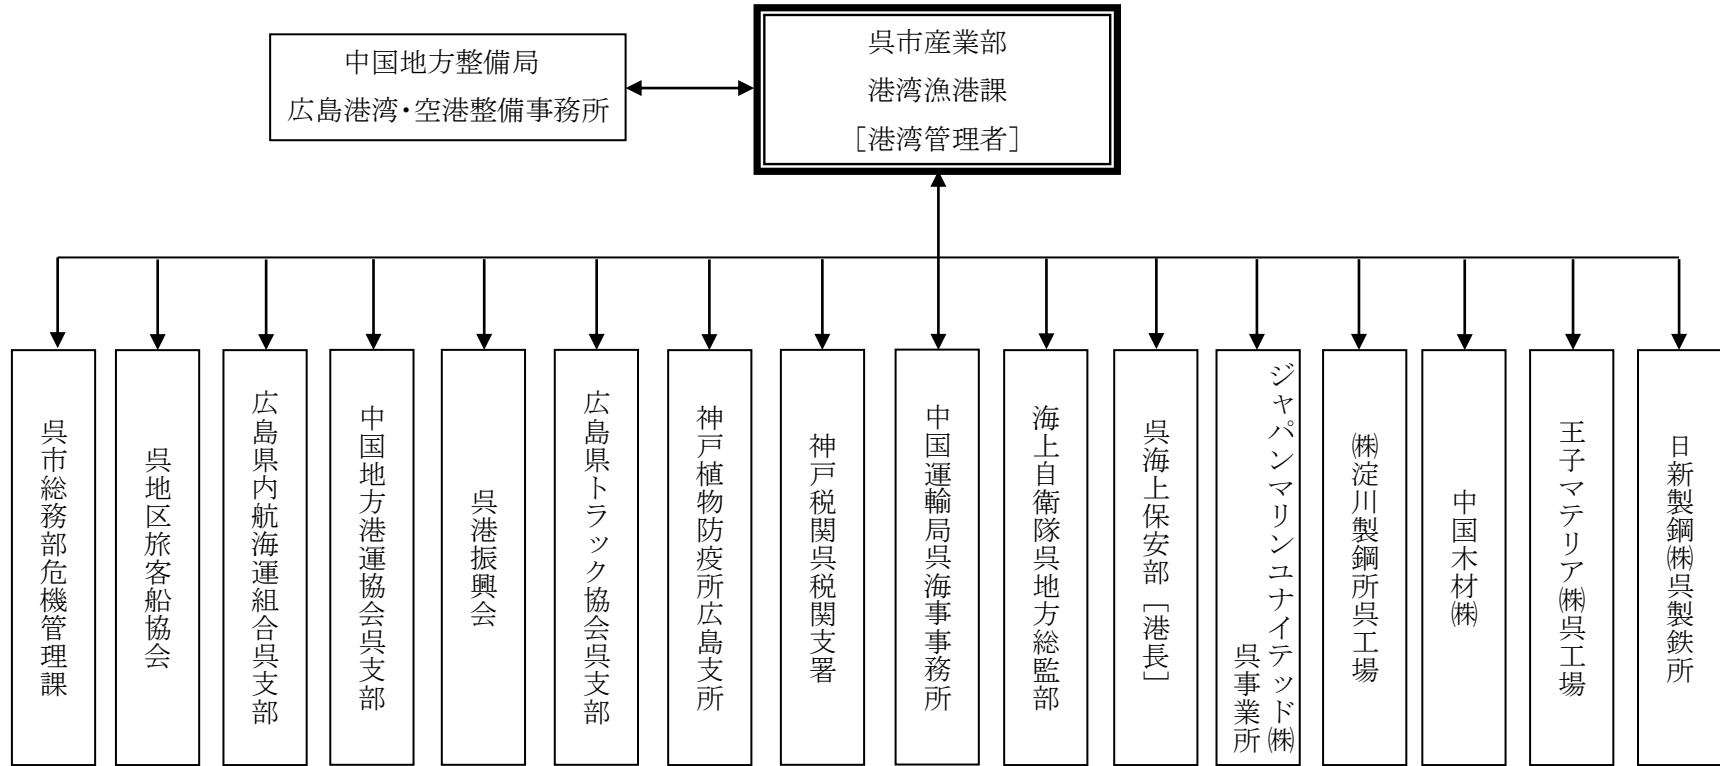 中国地方整備局
広島港湾・空港整備事務所
呉市産業部
港湾漁港課
［港湾管理者］
呉市総務部危機管理課
呉地区旅客船協会
広島県内航海運組合呉支部
中国地方港運協会呉支部
呉港振興会
広島県トラック協会呉支部
神戸植物防疫所広島支所
神戸税関呉税関支署
中国運輸局呉海事事務所
海上自衛隊呉地方総監部
呉海上保安部［港長］
ジャパンマリンユナイテッド㈱
呉事業所
㈱淀川製鋼所呉工場
中国木材㈱
王子マテリア㈱呉工場
日新製鋼㈱呉製鉄所